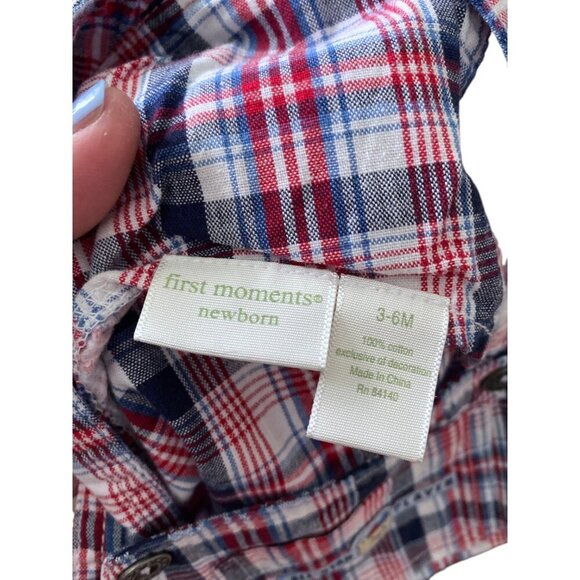 first moments®
newborn
3-6M
100% cotton
exclusive of decoration
Made in China
Rn 84140